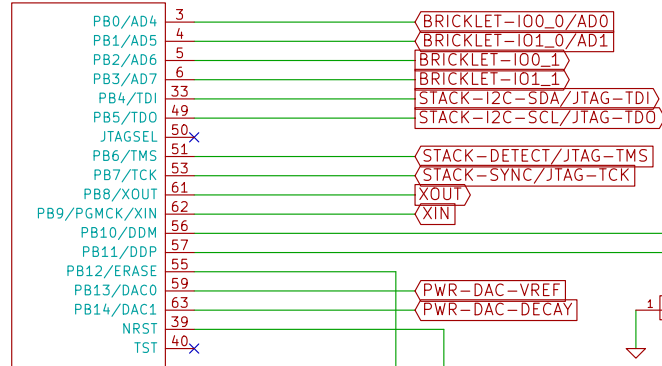 PB0/AD4 3 BRICKLET-IO0_0/AD0
PB1/AD5 4 BRICKLET-IO1_0/AD1
PB2/AD6 5 BRICKLET-IO0_1
PB3/AD7 6 BRICKLET-IO1_1
PB4/TDI 33 STACK-I2C-SDA/JTAG-TDI
PB5/TDO 49 STACK-I2C-SCL/JTAG-TDO
JTAGSEL 50
PB6/TMS 51 STACK-DETECT/JTAG-TMS
PB7/TCK 53 STACK-SYNC/JTAG-TCK
PB8/XOUT 61 XOUT
PB9/PGMCK/XIN 62 XIN
PB10/DDM 56
PB11/DDP 57
PB12/ERASE 55
PB13/DAC0 59 PWR-DAC-VREF
PB14/DAC1 63 PWR-DAC-DECAY 1
NRST 39
TST 40